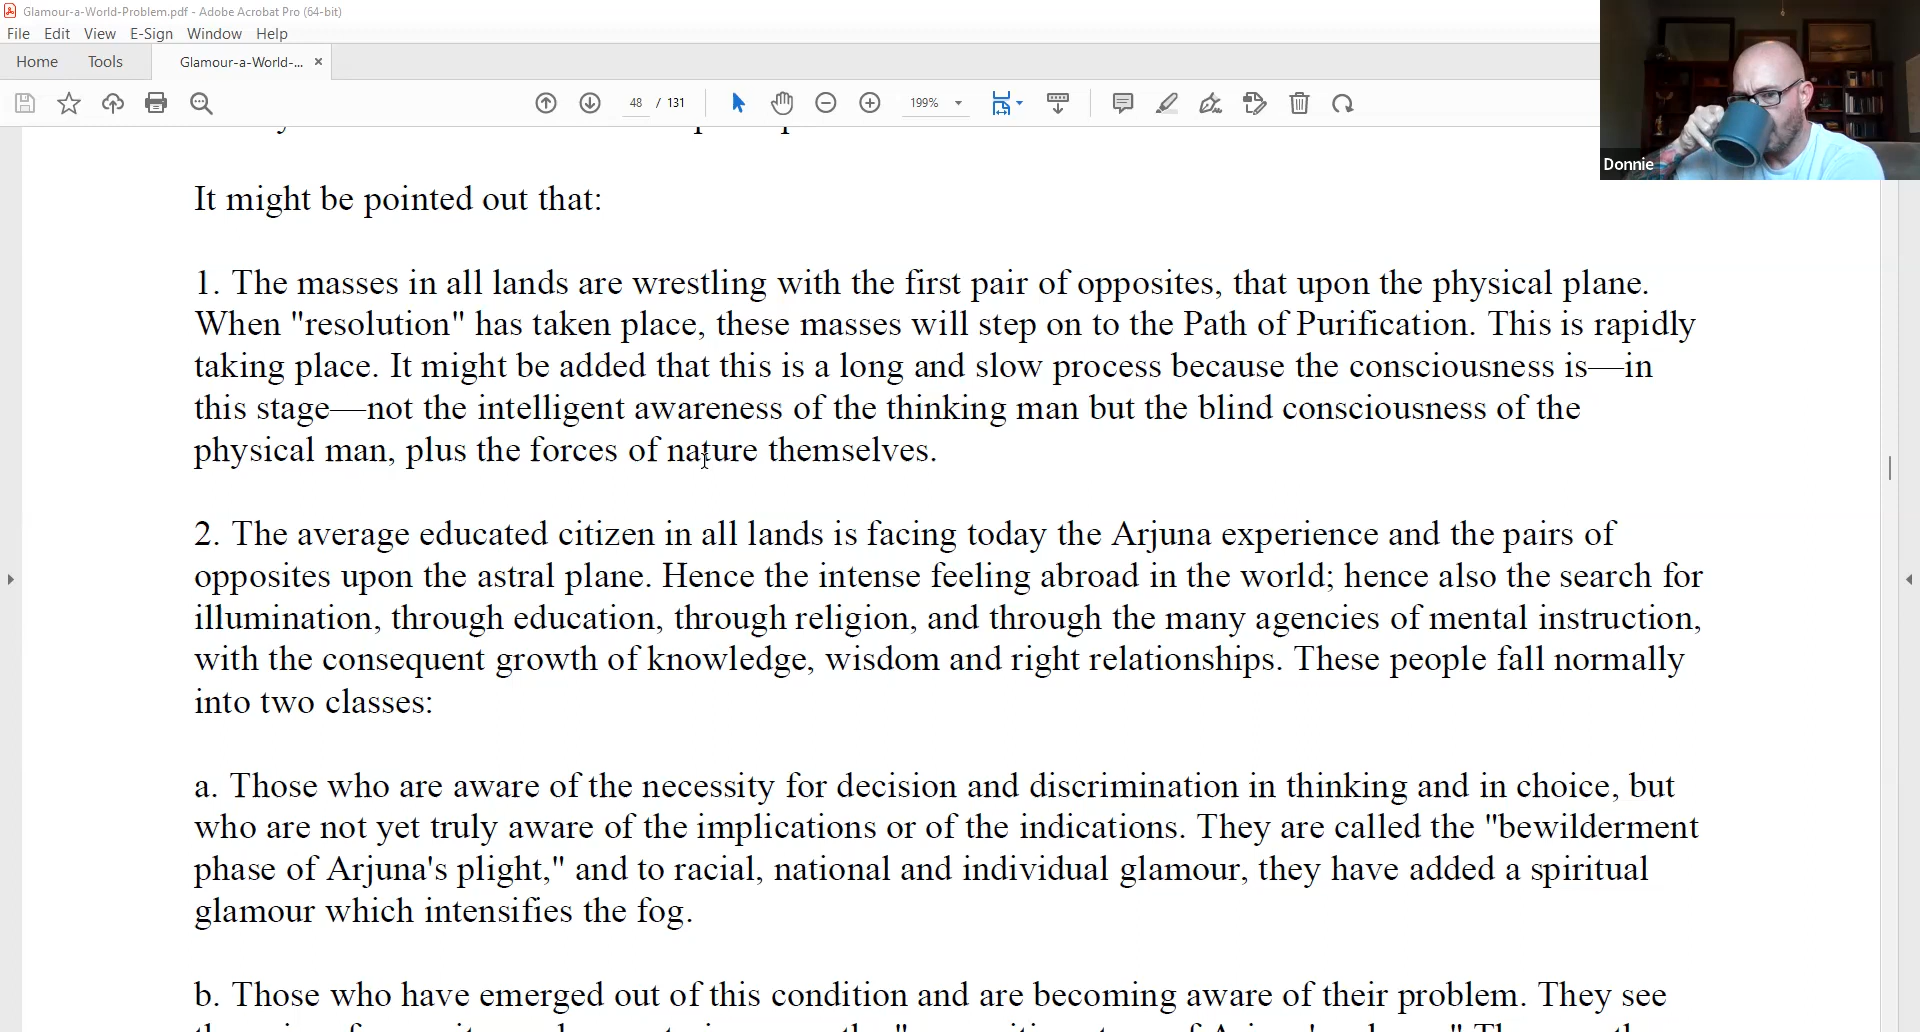 Glamour-a-World-Problem.pdf - Adobe Acrobat Pro (64-bit)
File Edit View E-Sign Window Help
Home Tools Glamour-a-World-... ×
48 / 131 199%
Donnie
It might be pointed out that:
1. The masses in all lands are wrestling with the first pair of opposites, that upon the physical plane.
When "resolution" has taken place, these masses will step on to the Path of Purification. This is rapidly
taking place. It might be added that this is a long and slow process because the consciousness is—in
this stage—not the intelligent awareness of the thinking man but the blind consciousness of the
physical man, plus the forces of nature themselves.
2. The average educated citizen in all lands is facing today the Arjuna experience and the pairs of
opposites upon the astral plane. Hence the intense feeling abroad in the world; hence also the search for
illumination, through education, through religion, and through the many agencies of mental instruction,
with the consequent growth of knowledge, wisdom and right relationships. These people fall normally
into two classes:
a. Those who are aware of the necessity for decision and discrimination in thinking and in choice, but
who are not yet truly aware of the implications or of the indications. They are called the "bewilderment
phase of Arjuna's plight," and to racial, national and individual glamour, they have added a spiritual
glamour which intensifies the fog.
b. Those who have emerged out of this condition and are becoming aware of their problem. They see